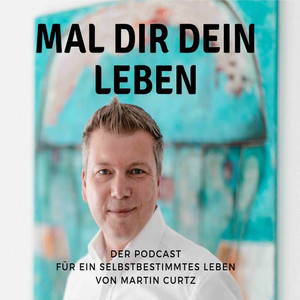 MAL DIR DEIN
LEBEN
DER PODCAST
FÜR EIN SELBSTBESTIMMTES LEBEN
VON MARTIN CURTZ